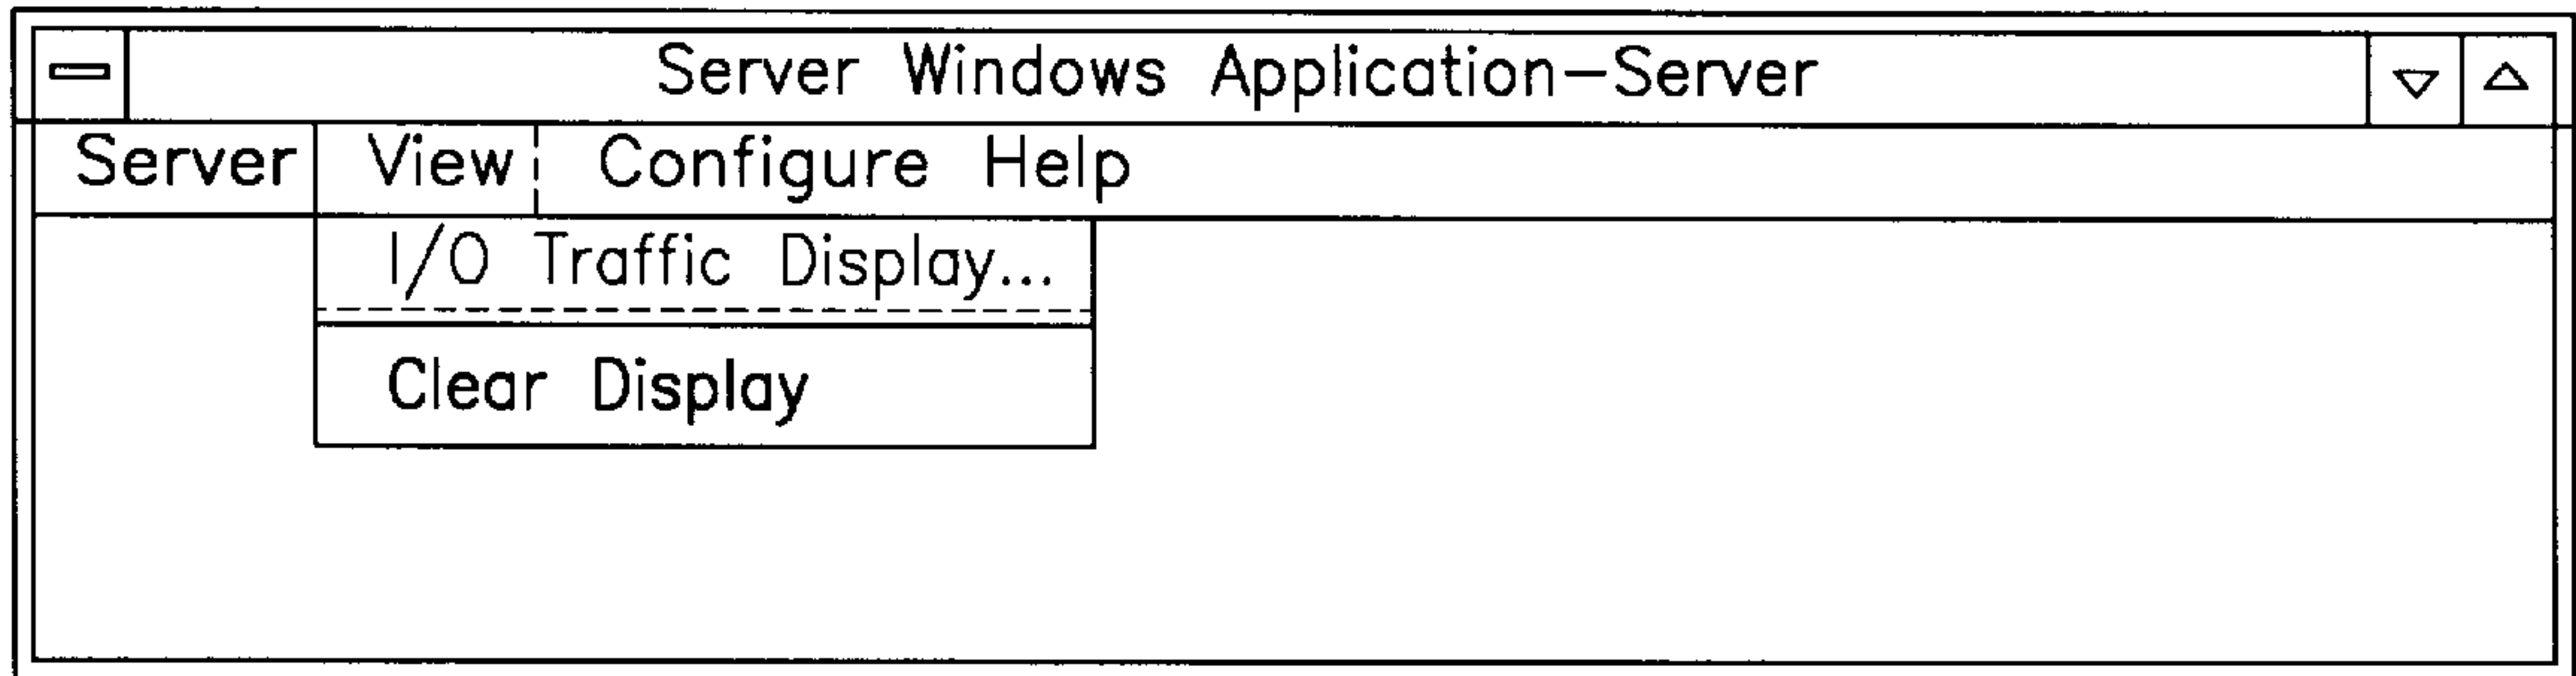 Server Windows Application-Server
Server View Configure Help
I/O Traffic Display...
Clear Display